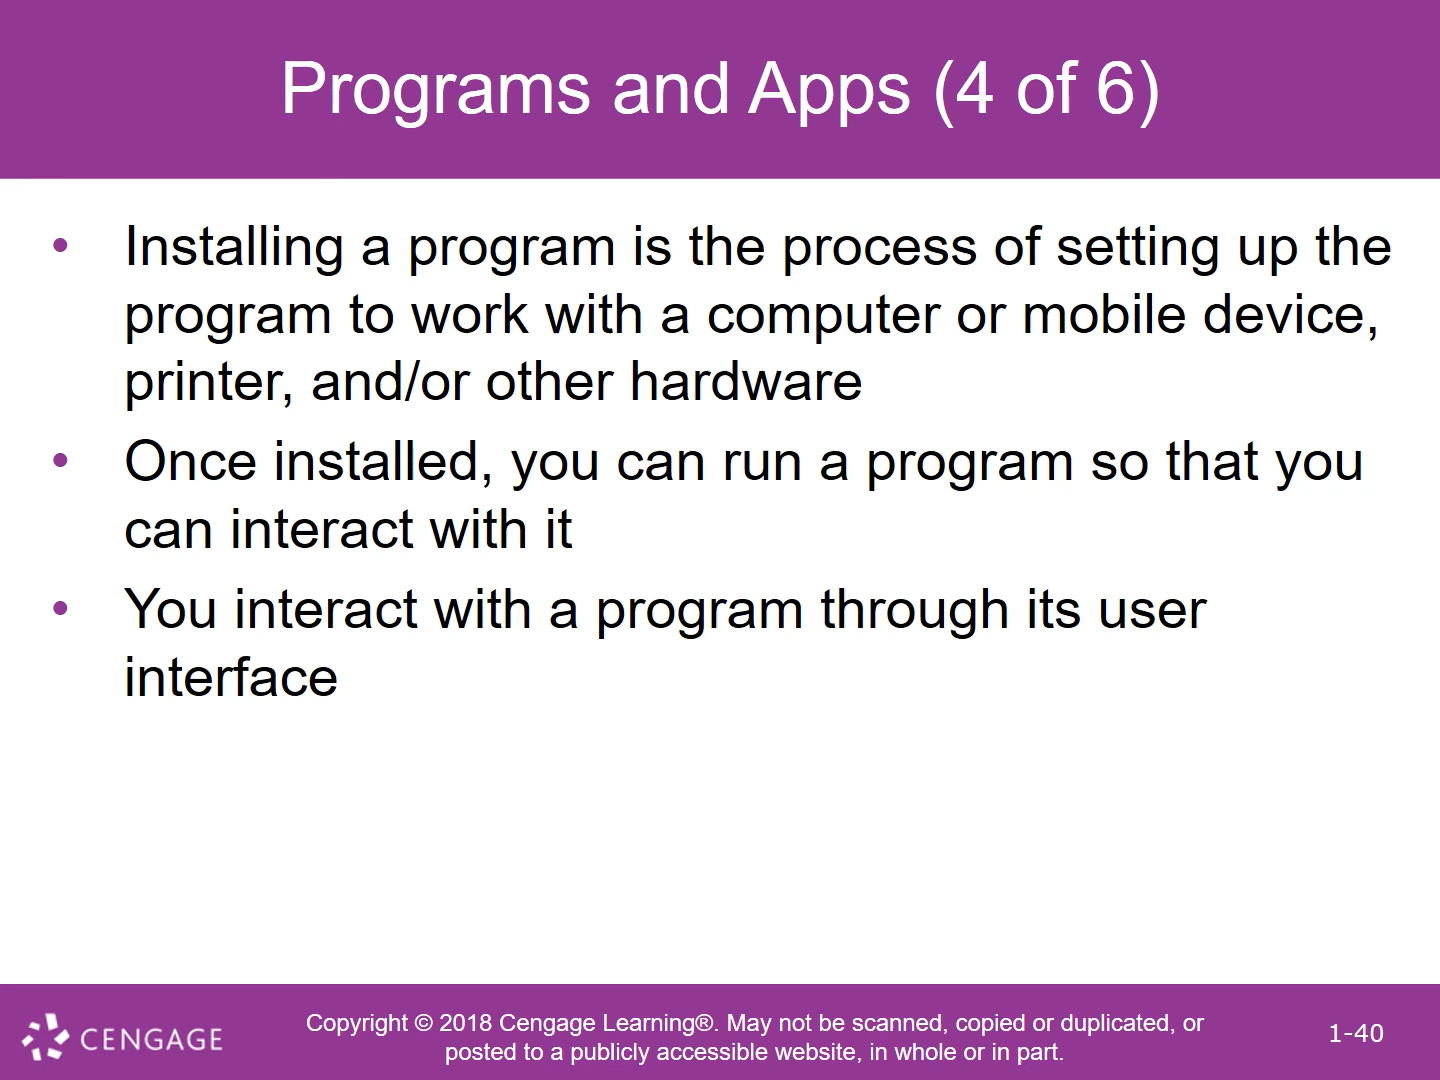 Programs and Apps (4 of 6)
• Installing a program is the process of setting up the
program to work with a computer or mobile device,
printer, and/or other hardware
• Once installed, you can run a program so that you
can interact with it
• You interact with a program through its user
interface
CENGAGE
Copyright © 2018 Cengage Learning®. May not be scanned, copied or duplicated, or
posted to a publicly accessible website, in whole or in part.
1-40